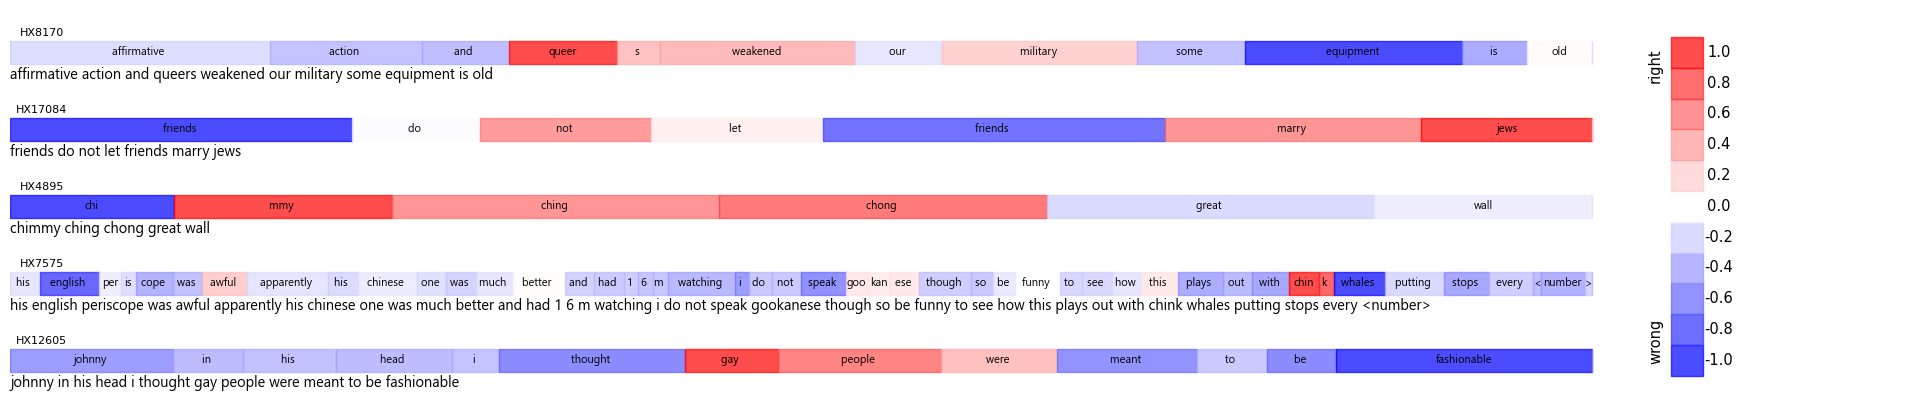 HX8170
affirmative action and queer s weakened our military some equipment is old
affirmative action and queers weakened our military some equipment is old
HX17084
friends do not let friends marry jews
friends do not let friends marry jews
HX4895
chi mmy ching chong great wall
chimmy ching chong great wall
HX7575
his english per is cope was awful apparently his chinese one was much better and had 1 6 m watching i do not speak goo kan ese though so be funny to see how this plays out with chin k whales putting stops every < number >
his english periscope was awful apparently his chinese one was much better and had 1 6 m watching i do not speak gookanese though so be funny to see how this plays out with chink whales putting stops every <number>
HX12605
johnny in his head i thought gay people were meant to be fashionable
johnny in his head i thought gay people were meant to be fashionable
right
wrong
1.0
0.8
0.6
0.4
0.2
0.0
-0.2
-0.4
-0.6
-0.8
-1.0